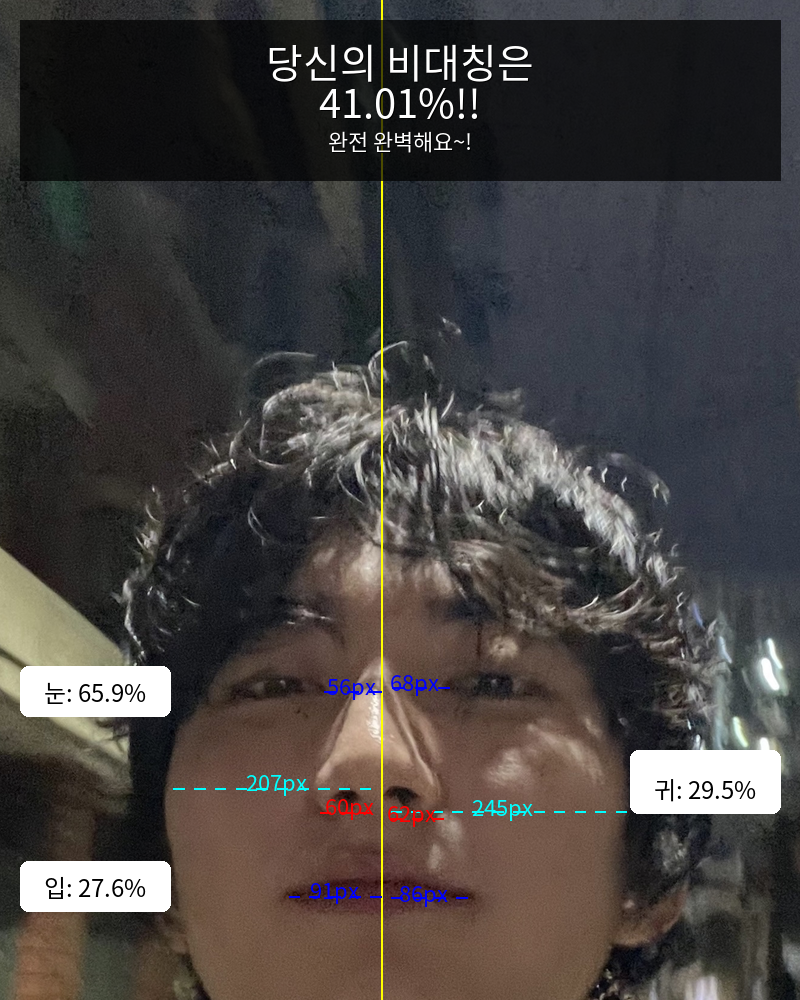 당신의 비대칭은
41.01%!!
완전 완벽해요~!
눈: 65.9%
56px
68px
207px
귀: 29.5%
60px
62px
245px
입: 27.6%
91px
86px